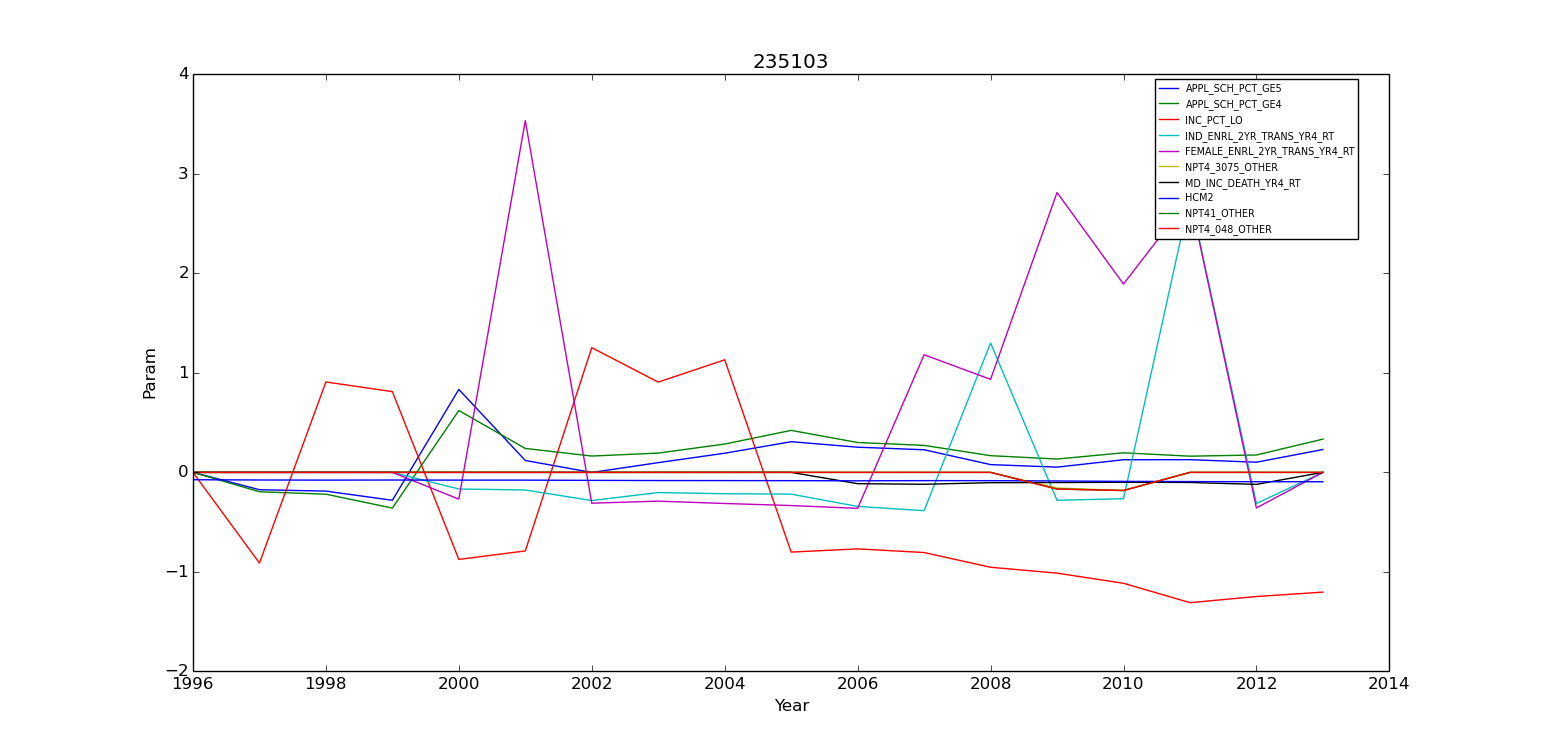 235103
4
3
2
1
0
−1
−2
Param
APPL_SCH_PCT_GE5
APPL_SCH_PCT_GE4
INC_PCT_LO
IND_ENRL_2YR_TRANS_YR4_RT
FEMALE_ENRL_2YR_TRANS_YR4_RT
NPT4_3075_OTHER
MD_INC_DEATH_YR4_RT
HCM2
NPT41_OTHER
NPT4_048_OTHER
1996 1998 2000 2002 2004 2006 2008 2010 2012 2014
Year